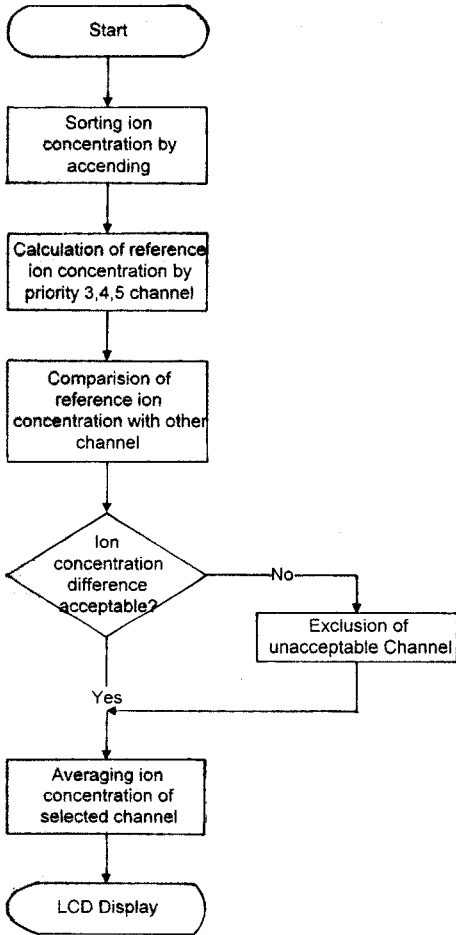 Start
Sorting ion
concentration by
accending
Calculation of reference
ion concentration by
priority 3,4,5 channel
Comparision of
reference ion
concentration with other
channel
Ion
concentration
difference
acceptable?
No
Exclusion of
unacceptable Channel
Yes
Averaging ion
concentration of
selected channel
LCD Display